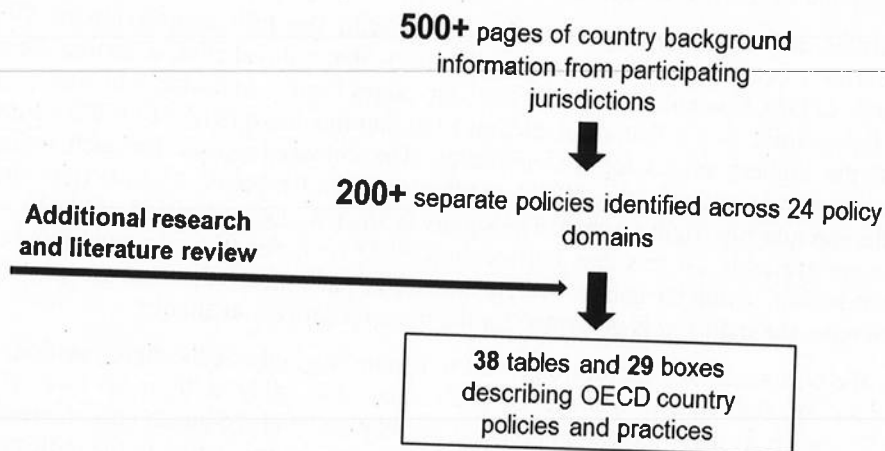 500+ pages of country background
information from participating
jurisdictions
200+ separate policies identified across 24 policy
domains
Additional research
and literature review
38 tables and 29 boxes
describing OECD country
policies and practices